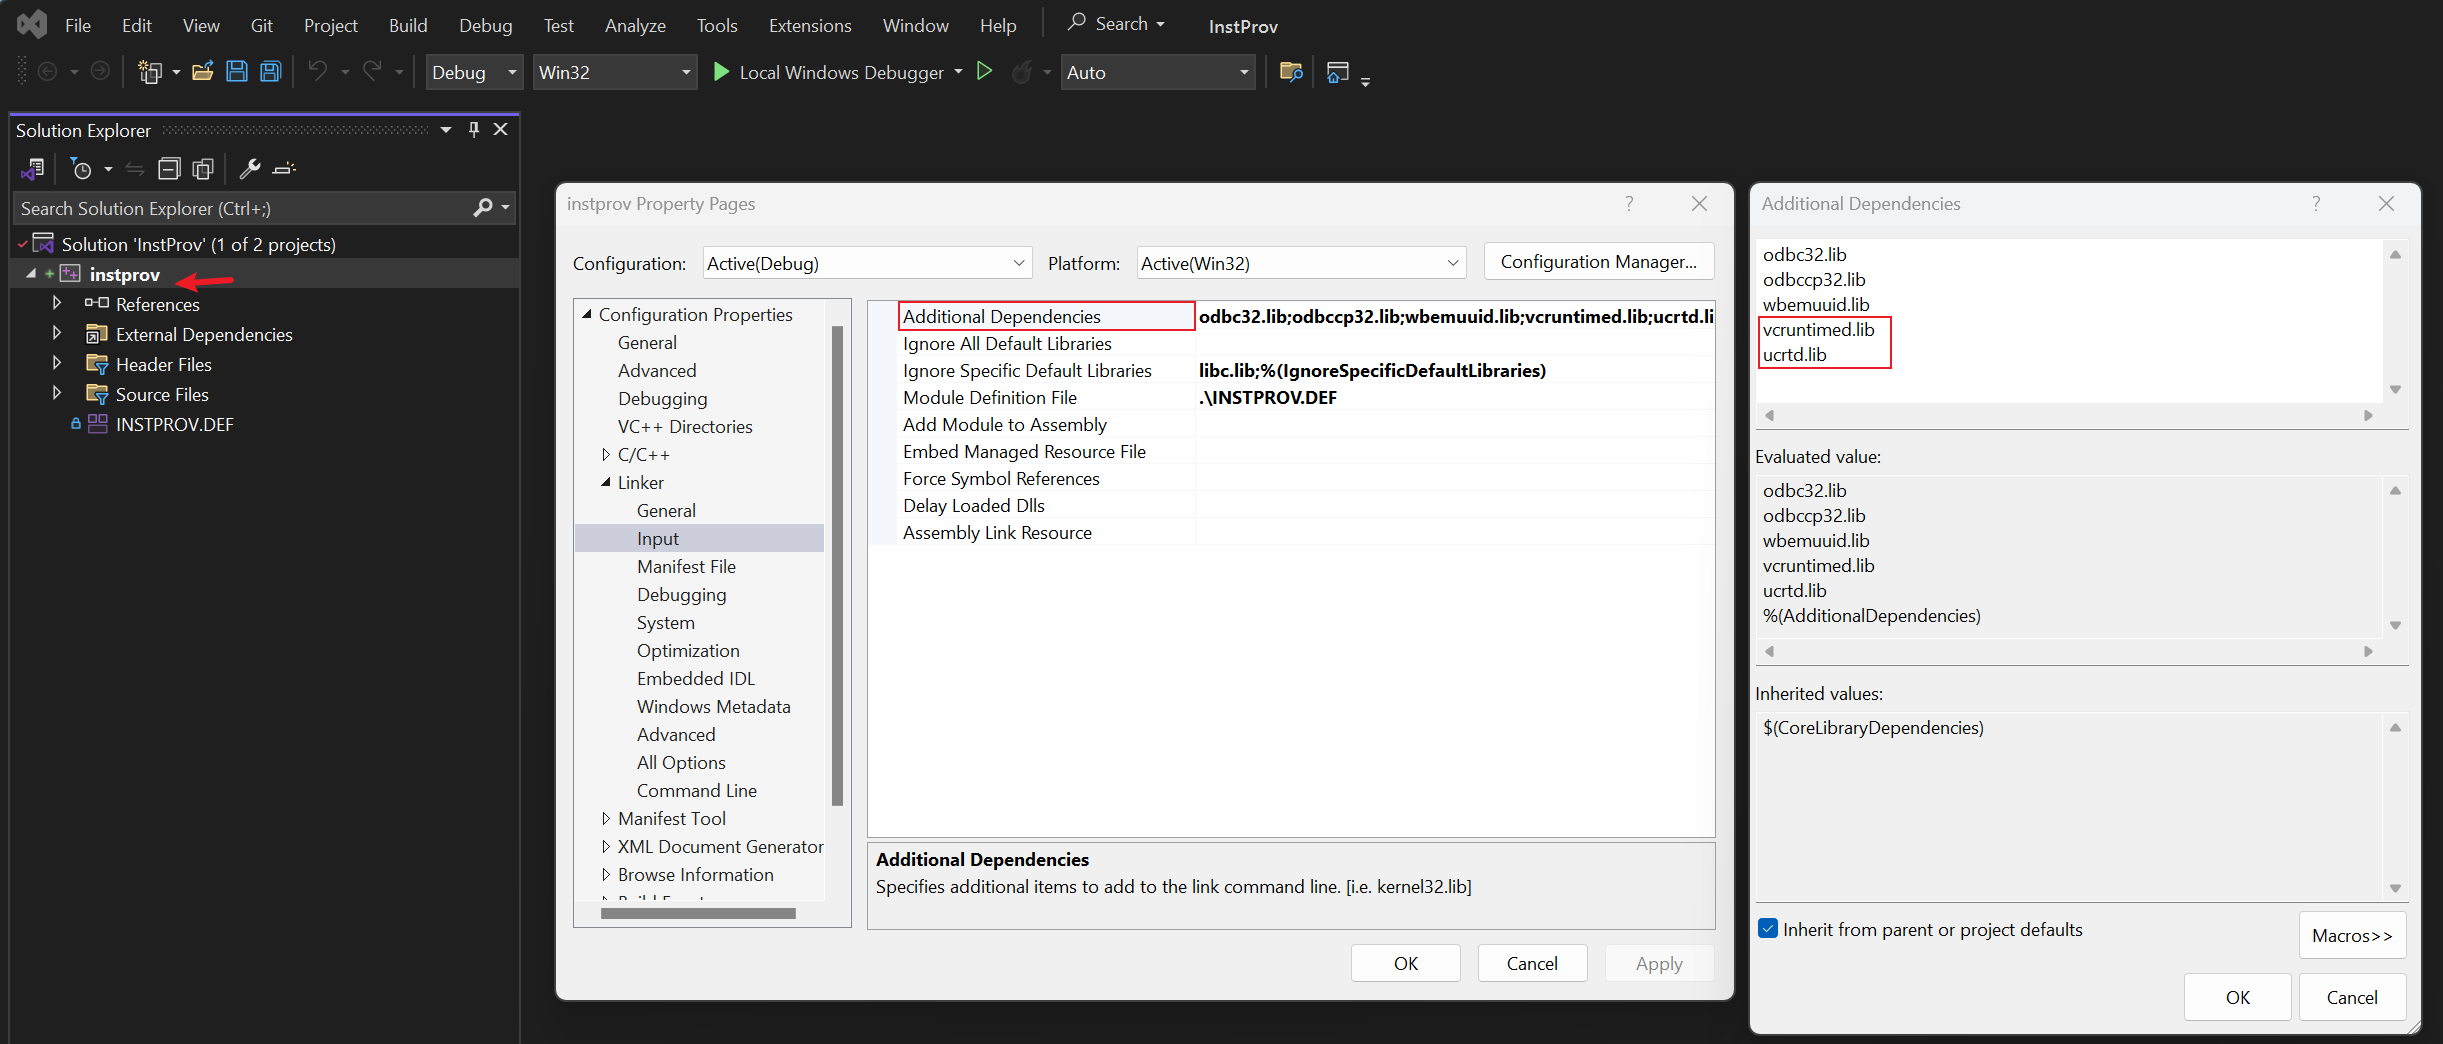 File Edit View Git Project Build Debug Test Analyze Tools Extensions Window Help Search InstProv
Debug Win32 Local Windows Debugger Auto
Solution Explorer
Search Solution Explorer (Ctrl+;)
Solution 'InstProv' (1 of 2 projects)
instprov
References
External Dependencies
Header Files
Source Files
INSTPROV.DEF
instprov Property Pages
Configuration: Active(Debug) Platform: Active(Win32) Configuration Manager...
Configuration Properties
General
Advanced
Debugging
VC++ Directories
C/C++
Linker
General
Input
Manifest File
Debugging
System
Optimization
Embedded IDL
Windows Metadata
Advanced
All Options
Command Line
Manifest Tool
XML Document Generator
Browse Information
Additional Dependencies odbc32.lib;odbccp32.lib;wbemuuid.lib;vcruntimed.lib;ucrtd.li
Ignore All Default Libraries
Ignore Specific Default Libraries libc.lib;%(IgnoreSpecificDefaultLibraries)
Module Definition File .\INSTPROV.DEF
Add Module to Assembly
Embed Managed Resource File
Force Symbol References
Delay Loaded Dlls
Assembly Link Resource
Additional Dependencies
Specifies additional items to add to the link command line. [i.e. kernel32.lib]
OK Cancel Apply
Additional Dependencies
odbc32.lib
odbccp32.lib
wbemuuid.lib
vcruntimed.lib
ucrtd.lib
Evaluated value:
odbc32.lib
odbccp32.lib
wbemuuid.lib
vcruntimed.lib
ucrtd.lib
%(AdditionalDependencies)
Inherited values:
$(CoreLibraryDependencies)
Inherit from parent or project defaults
Macros>>
OK Cancel